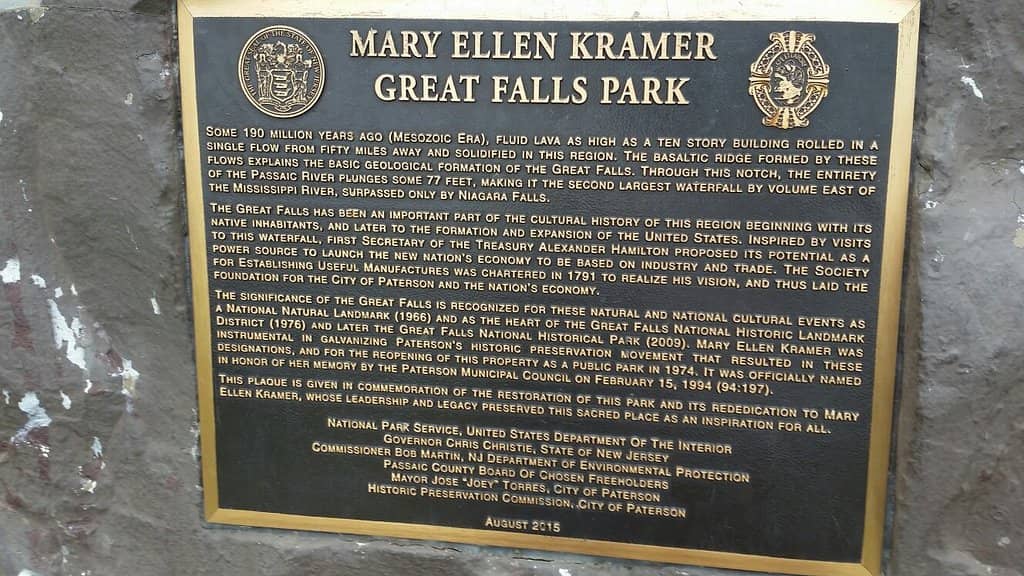 MARY ELLEN KRAMER
GREAT FALLS PARK
SOME 190 MILLION YEARS AGO (MESOZOIC ERA), FLUID LAVA AS HIGH AS A TEN STORY BUILDING ROLLED IN A
SINGLE FLOW FROM FIFTY MILES AWAY AND SOLIDIFIED IN THIS REGION. THE BASALTIC RIDGE FORMED BY THESE
FLOWS EXPLAINS THE BASIC GEOLOGICAL FORMATION OF THE GREAT FALLS. THROUGH THIS NOTCH, THE ENTIRETY
OF THE PASSAIC RIVER PLUNGES SOME 77 FEET, MAKING IT THE SECOND LARGEST WATERFALL BY VOLUME EAST OF
THE MISSISSIPPI RIVER, SURPASSED ONLY BY NIAGARA FALLS.
THE GREAT FALLS HAS BEEN AN IMPORTANT PART OF THE CULTURAL HISTORY OF THIS REGION BEGINNING WITH ITS
NATIVE INHABITANTS, AND LATER TO THE FORMATION AND EXPANSION OF THE UNITED STATES. INSPIRED BY VISITS
TO THIS WATERFALL, FIRST SECRETARY OF THE TREASURY ALEXANDER HAMILTON PROPOSED ITS POTENTIAL AS A
POWER SOURCE TO LAUNCH THE NEW NATION'S ECONOMY TO BE BASED ON INDUSTRY AND TRADE. THE SOCIETY
FOR ESTABLISHING USEFUL MANUFACTURES WAS CHARTERED IN 1791 TO REALIZE HIS VISION, AND THUS LAID THE
FOUNDATION FOR THE CITY OF PATERSON AND THE NATION'S ECONOMY.
THE SIGNIFICANCE OF THE GREAT FALLS IS RECOGNIZED FOR THESE NATURAL AND NATIONAL CULTURAL EVENTS AS
A NATIONAL NATURAL LANDMARK (1966) AND AS THE HEART OF THE GREAT FALLS NATIONAL HISTORIC LANDMARK
DISTRICT (1976) AND LATER THE GREAT FALLS NATIONAL HISTORICAL PARK (2009). MARY ELLEN KRAMER WAS
INSTRUMENTAL IN GALVANIZING PATERSON'S HISTORIC PRESERVATION MOVEMENT THAT RESULTED IN THESE
DESIGNATIONS, AND FOR THE REOPENING OF THIS PROPERTY AS A PUBLIC PARK IN 1974. IT WAS OFFICIALLY NAMED
IN HONOR OF HER MEMORY BY THE PATERSON MUNICIPAL COUNCIL ON FEBRUARY 15, 1994 (94:197).
THIS PLAQUE IS GIVEN IN COMMEMORATION OF THE RESTORATION OF THIS PARK AND ITS REDEDICATION TO MARY
ELLEN KRAMER, WHOSE LEADERSHIP AND LEGACY PRESERVED THIS SACRED PLACE AS AN INSPIRATION FOR ALL.
NATIONAL PARK SERVICE, UNITED STATES DEPARTMENT OF THE INTERIOR
GOVERNOR CHRIS CHRISTIE, STATE OF NEW JERSEY
COMMISSIONER BOB MARTIN, NJ DEPARTMENT OF ENVIRONMENTAL PROTECTION
PASSAIC COUNTY BOARD OF CHOSEN FREEHOLDERS
MAYOR JOSE "JOEY" TORRES, CITY OF PATERSON
HISTORIC PRESERVATION COMMISSION, CITY OF PATERSON
AUGUST 2015